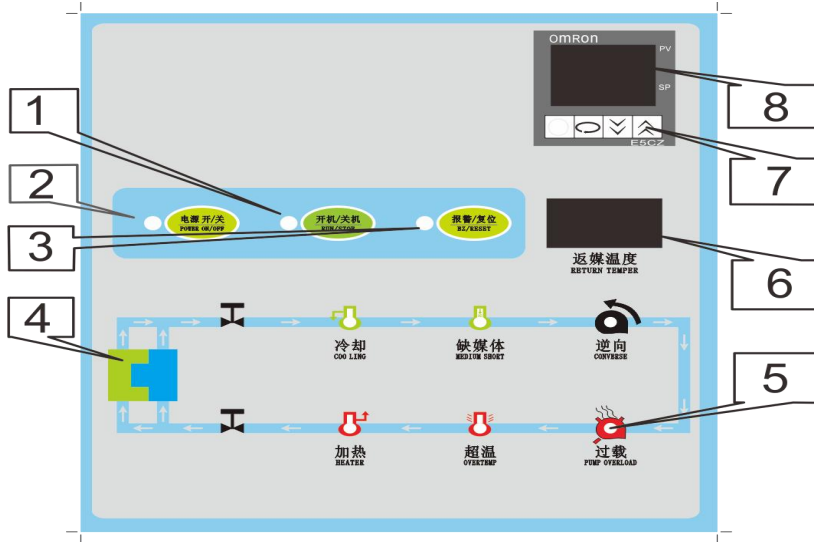 OmRon
PV
SP
E5CZ
1
2
3
4
5
6
7
8
电源 开/关
POWER ON/OFF
开机/关机
RUN/STOP
报警/复位
BZ/RESET
返媒温度
RETURN TEMPER
冷却
COO LING
缺媒体
MEDIUM SHORT
逆向
CONVERSE
加热
HEATER
超温
OVERTEMP
过载
PUMP OVERLOAD